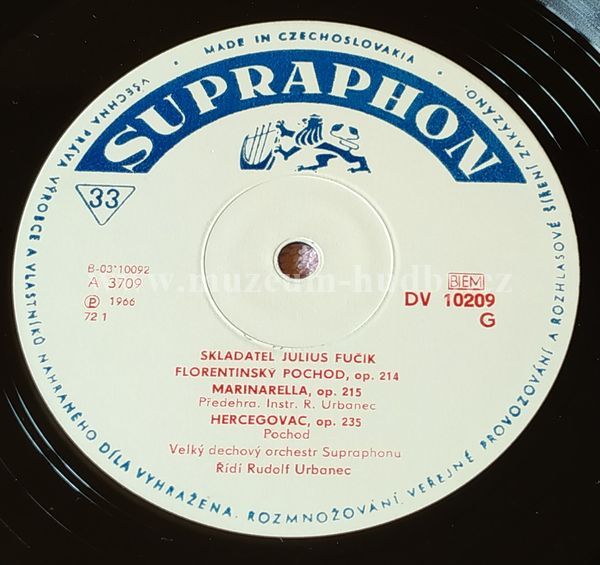 MADE IN CZECHOSLOVAKIA
SUPRAPHON
33
B-03*10092
A 3709
Ⓟ 1966
72 1
BIEM
DV 10209
G
SKLADATEL JULIUS FUČÍK
FLORENTINSKÝ POCHOD, op. 214
MARINARELLA, op. 215
Předehra. Instr. R. Urbanec
HERCEGOVAC, op. 235
Pochod
Velký dechový orchestr Supraphonu
Řídí Rudolf Urbanec
VŠECHNA PRÁVA VÝROBCE A VLASTNÍKŮ NAHRANÉHO DÍLA VYHRAŽENA. ROZMNOŽOVÁNÍ, VEŘEJNÉ PROVOZOVÁNÍ A ROZHLASOVÉ ŠÍŘENÍ ZAKÁZÁNO.
www.muzeum-hudby.cz